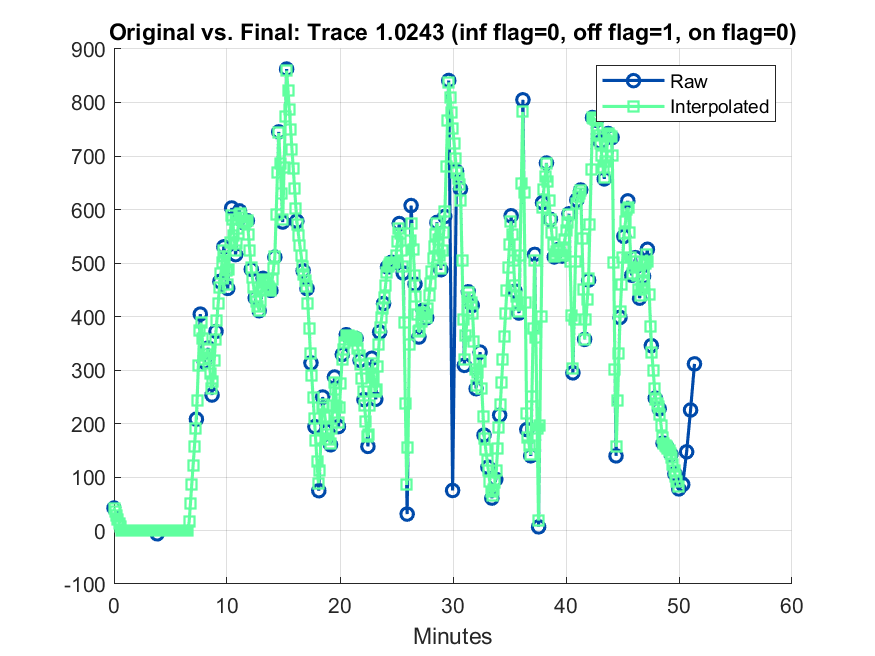 Original vs. Final: Trace 1.0243 (inf flag=0, off flag=1, on flag=0)
900
800
700
600
500
400
300
200
100
0
-100
Raw
Interpolated
0 10 20 30 40 50 60
Minutes